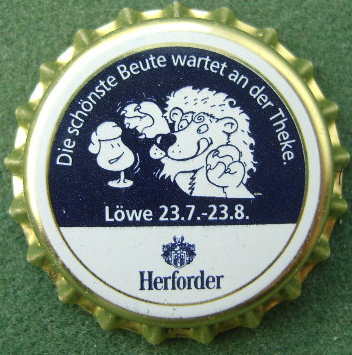 Die schönste Beute wartet an der Theke.
Löwe 23.7.-23.8.
Herforder